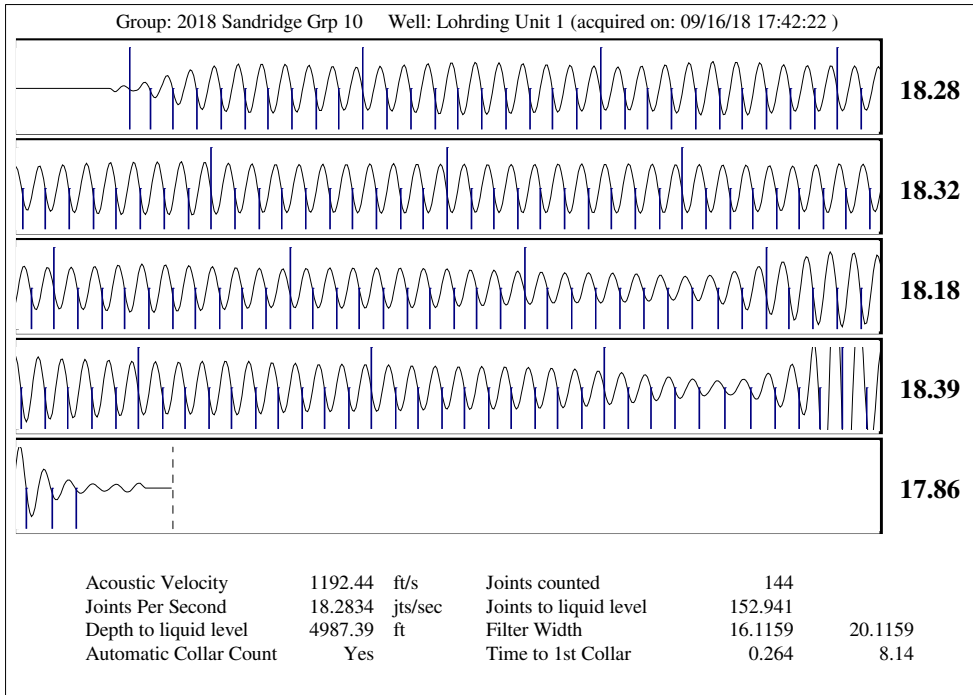 Group: 2018 Sandridge Grp 10 Well: Lohrding Unit 1 (acquired on: 09/16/18 17:42:22 )
18.28
18.32
18.18
18.39
17.86
Acoustic Velocity 1192.44 ft/s Joints counted 144
Joints Per Second 18.2834 jts/sec Joints to liquid level 152.941
Depth to liquid level 4987.39 ft Filter Width 16.1159 20.1159
Automatic Collar Count Yes Time to 1st Collar 0.264 8.14